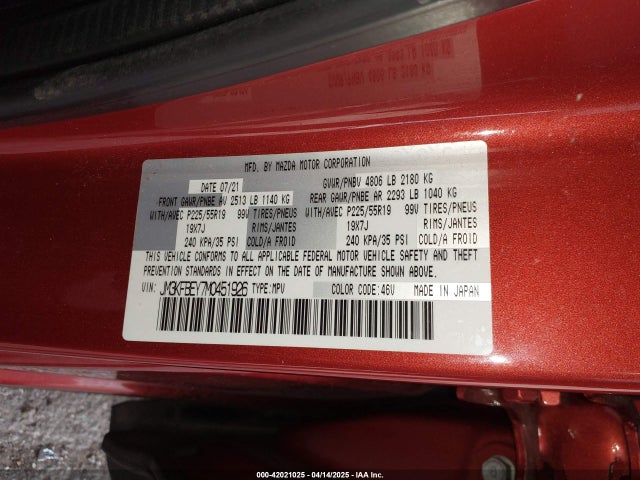 MFD. BY MAZDA MOTOR CORPORATION
DATE 07/21 GVWR/PNBV 4806 LB 2180 KG
FRONT GAWR/PNBE AV 2513 LB 1140 KG REAR GAWR/PNBE AR 2293 LB 1040 KG
WITH/AVEC P225/55R19 99V TIRES/PNEUS WITH/AVEC P225/55R19 99V TIRES/PNEUS
19X7J RIMS/JANTES 19X7J RIMS/JANTES
240 KPA/35 PSI COLD/A FROID 240 KPA/35 PSI COLD/A FROID
THIS VEHICLE CONFORMS TO ALL APPLICABLE FEDERAL MOTOR VEHICLE SAFETY AND THEFT
PREVENTION STANDARDS IN EFFECT ON THE DATE OF MANUFACTURE SHOWN ABOVE.
VIN: JM3KFBEY7M0451926 TYPE: MPV COLOR CODE: 46V MADE IN JAPAN
000-42021025 - 04/14/2025 - IAA Inc.